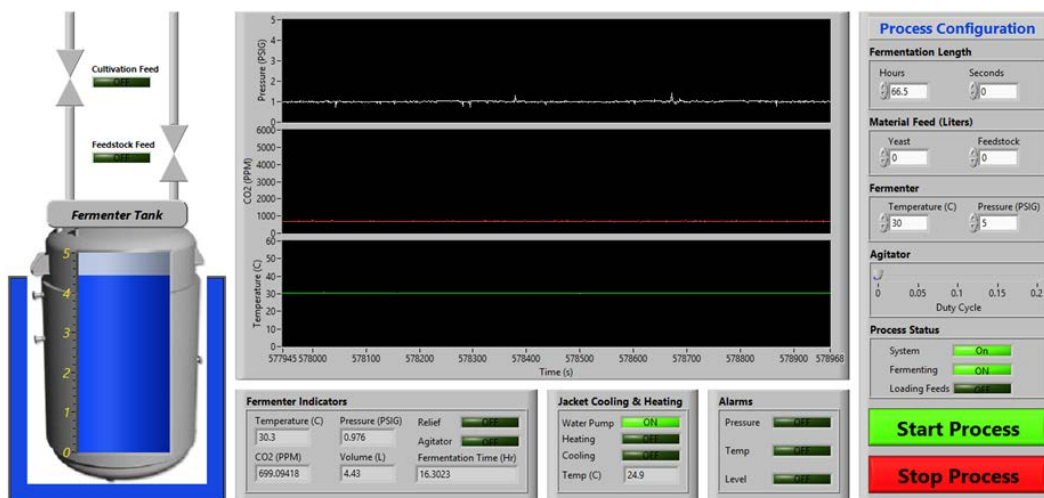 Cultivation Feed
OFF
Feedstock Feed
OFF
Fermenter Tank
5
4
3
2
1
0
Pressure (PSIG)
5
4
3
2
1
0
CO2 (PPM)
6000
5000
4000
3000
2000
1000
0
Temperature (C)
60
50
40
30
20
10
0
577945 578000 578100 578200 578300 578400 578500 578600 578700 578800 578900 578968
Time (s)
Fermenter Indicators
Temperature (C) Pressure (PSIG) Relief OFF
30.3 0.976 Agitator OFF
CO2 (PPM) Volume (L) Fermentation Time (Hr)
699.09418 4.43 16.3023
Jacket Cooling & Heating
Water Pump ON
Heating OFF
Cooling OFF
Temp (C) 24.9
Alarms
Pressure OFF
Temp OFF
Level OFF
Process Configuration
Fermentation Length
Hours Seconds
66.5 0
Material Feed (Liters)
Yeast Feedstock
0 0
Fermenter
Temperature (C) Pressure (PSIG)
30 5
Agitator
0 0.05 0.1 0.15 0.2
Duty Cycle
Process Status
System On
Fermenting ON
Loading Feeds OFF
Start Process
Stop Process